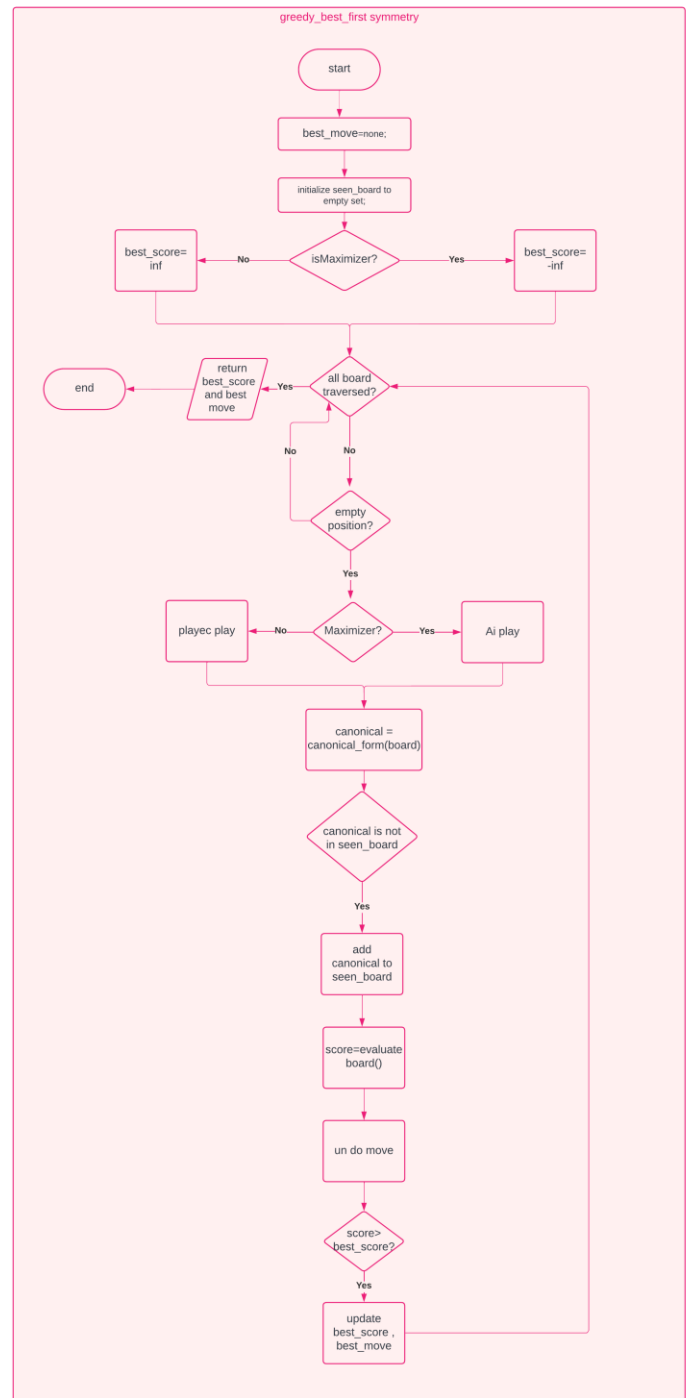 greedy_best_first symmetry
start
best_move=none;
initialize seen_board to
empty set;
best_score=
inf
No
isMaximizer?
Yes
best_score=
-inf
end
return
best_score
and best
move
Yes
all board
traversed?
No
No
empty
position?
Yes
playec play
No
Maximizer?
Yes
Ai play
canonical =
canonical_form(board)
canonical is not
in seen_board
Yes
add
canonical to
seen_board
score=evaluate
board()
un do move
score>
best_score?
Yes
update
best_score ,
best_move